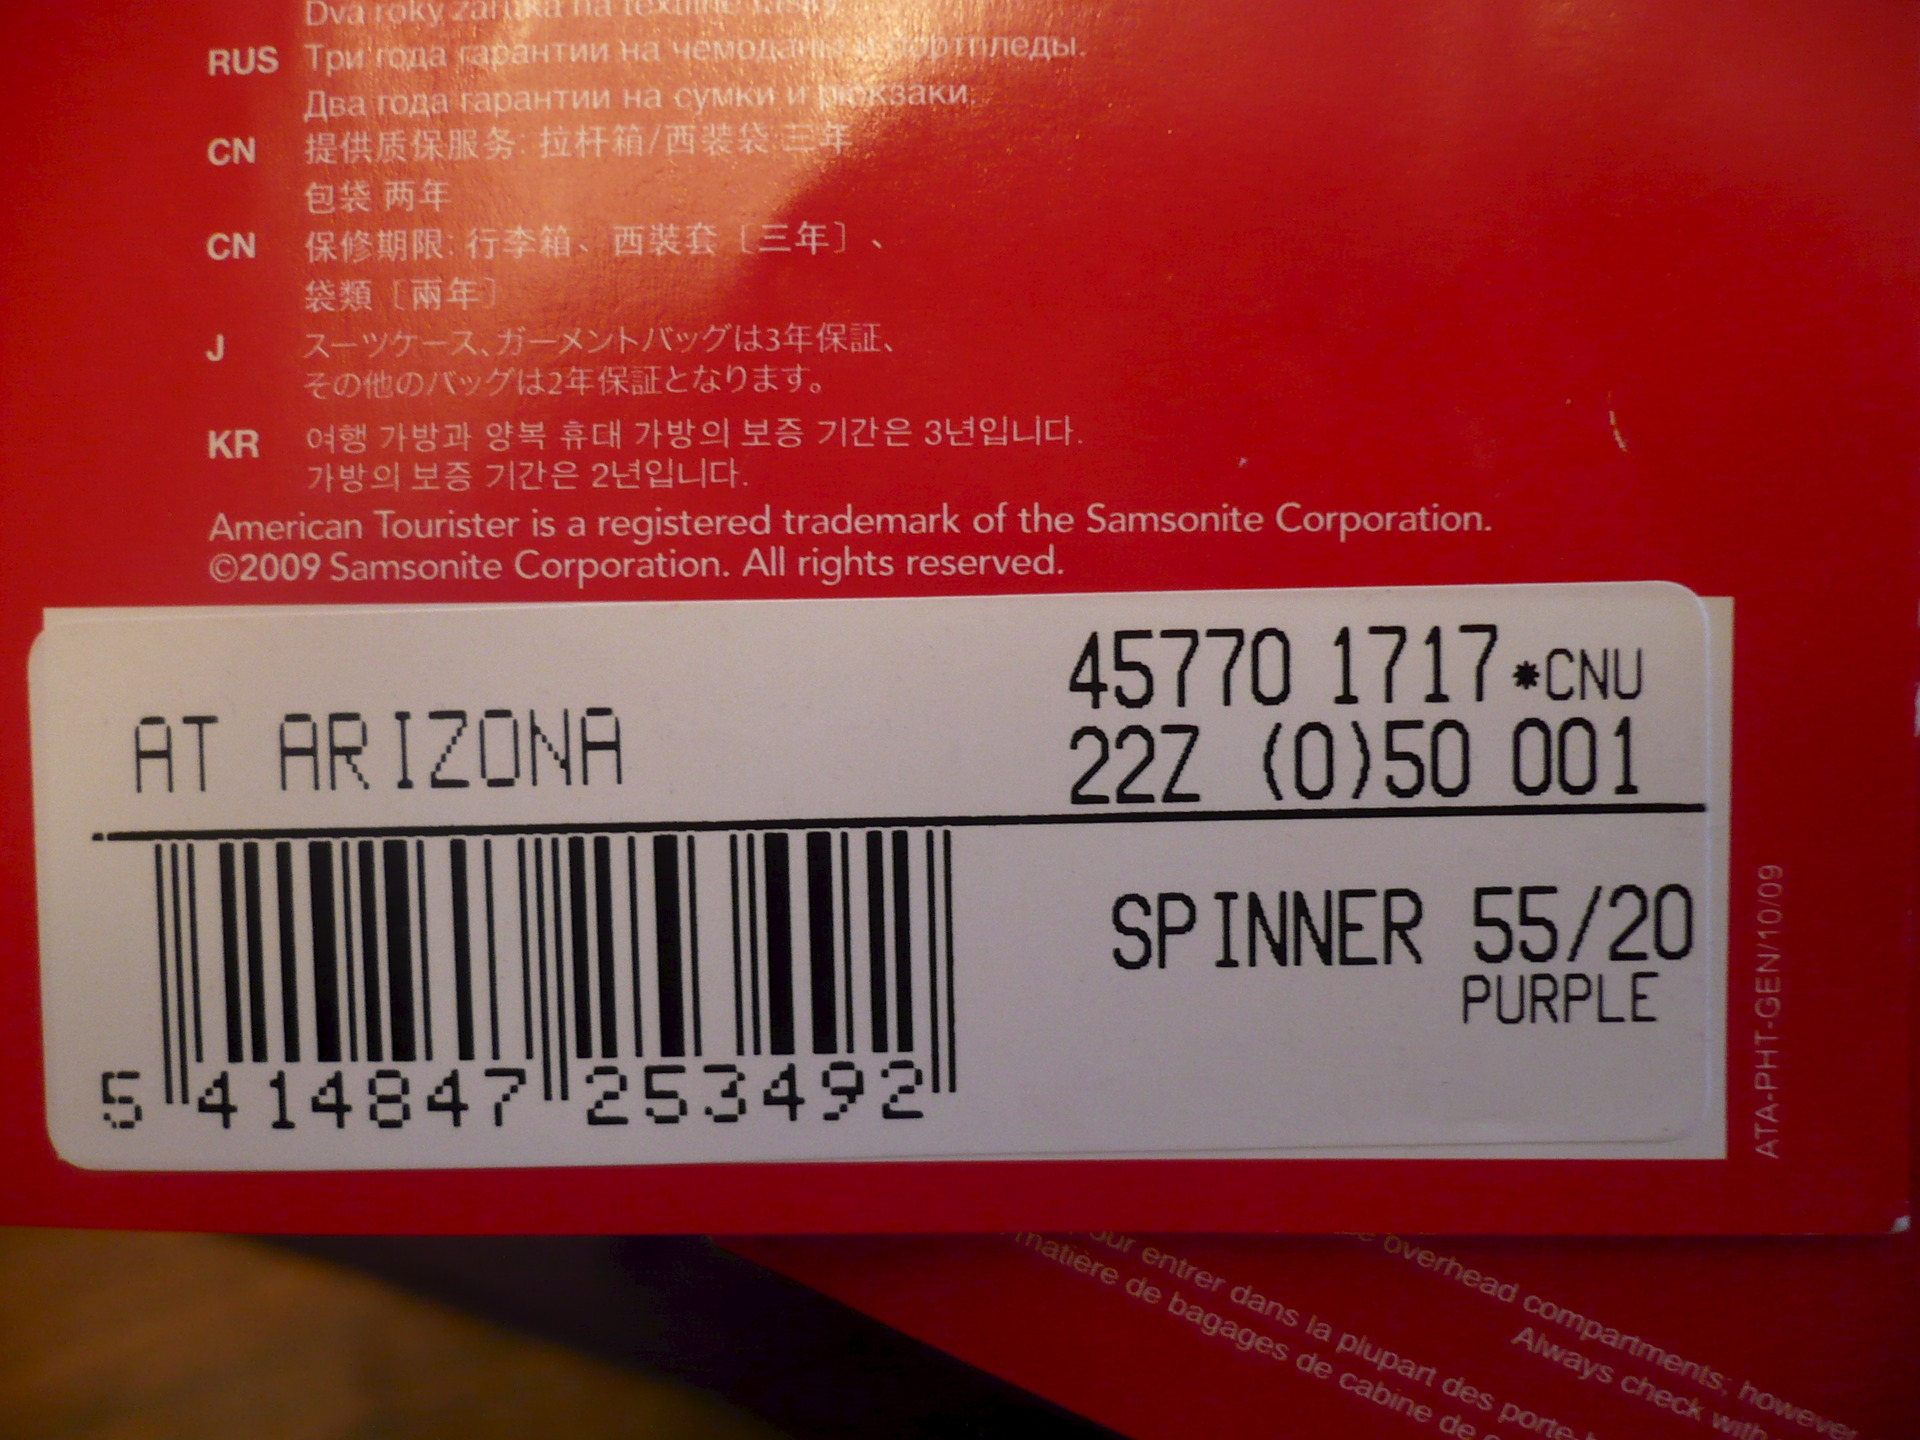 Dva roky záruka na textilné tašky.
RUS Три года гарантии на чемоданы и портпледы.
Два года гарантии на сумки и рюкзаки.
CN 提供质保服务: 拉杆箱/西装袋 三年
包袋 两年
CN 保修期限: 行李箱、西裝套〔三年〕、
袋類〔兩年〕
J スーツケース、ガーメントバッグは3年保証、
その他のバッグは2年保証となります。
KR 여행 가방과 양복 휴대 가방의 보증 기간은 3년입니다.
가방의 보증 기간은 2년입니다.
American Tourister is a registered trademark of the Samsonite Corporation.
©2009 Samsonite Corporation. All rights reserved.
45770 1717*CNU
AT ARIZONA
22Z (0)50 001
SPINNER 55/20
PURPLE
5 414847 253492
ATA-PHT-GEN/10/09
overhead compartments; however
Always check with
our entrer dans la plupart des porte-
matière de bagages de cabine de